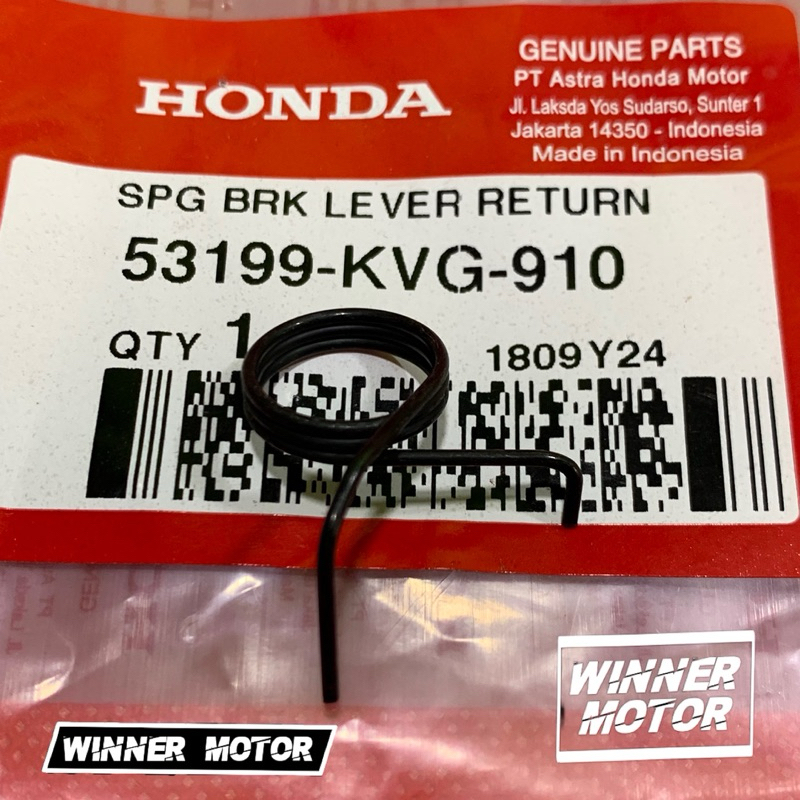 HONDA
GENUINE PARTS
PT Astra Honda Motor
Jl. Laksda Yos Sudarso, Sunter 1
Jakarta 14350 - Indonesia
Made in Indonesia
SPG BRK LEVER RETURN
53199-KVG-910
QTY 1
1809Y24
WINNER MOTOR
WINNER
MOTOR